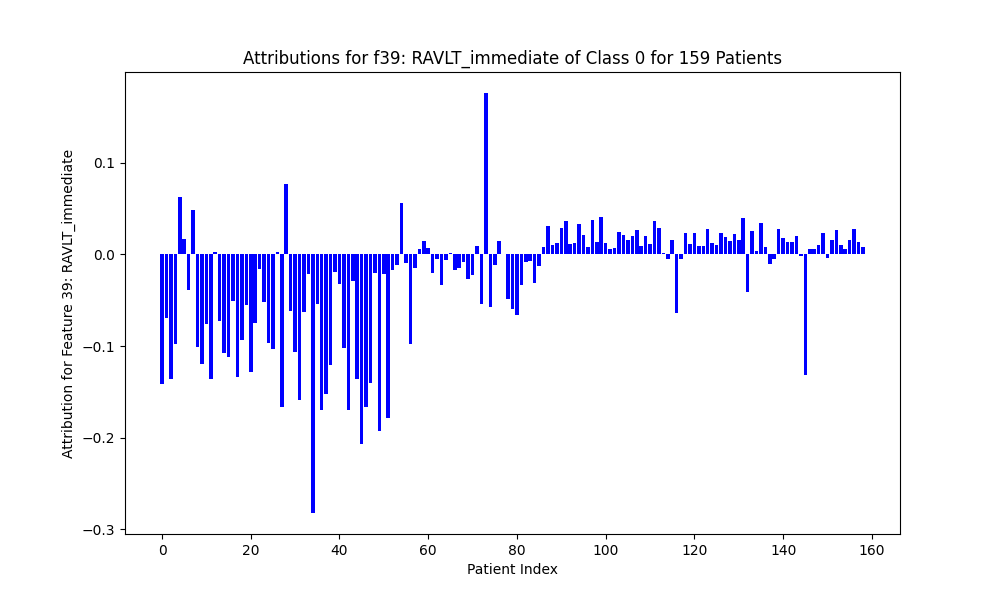 Attributions for f39: RAVLT_immediate of Class 0 for 159 Patients
Attribution for Feature 39: RAVLT_immediate
0.1
0.0
−0.1
−0.2
−0.3
0 20 40 60 80 100 120 140 160
Patient Index